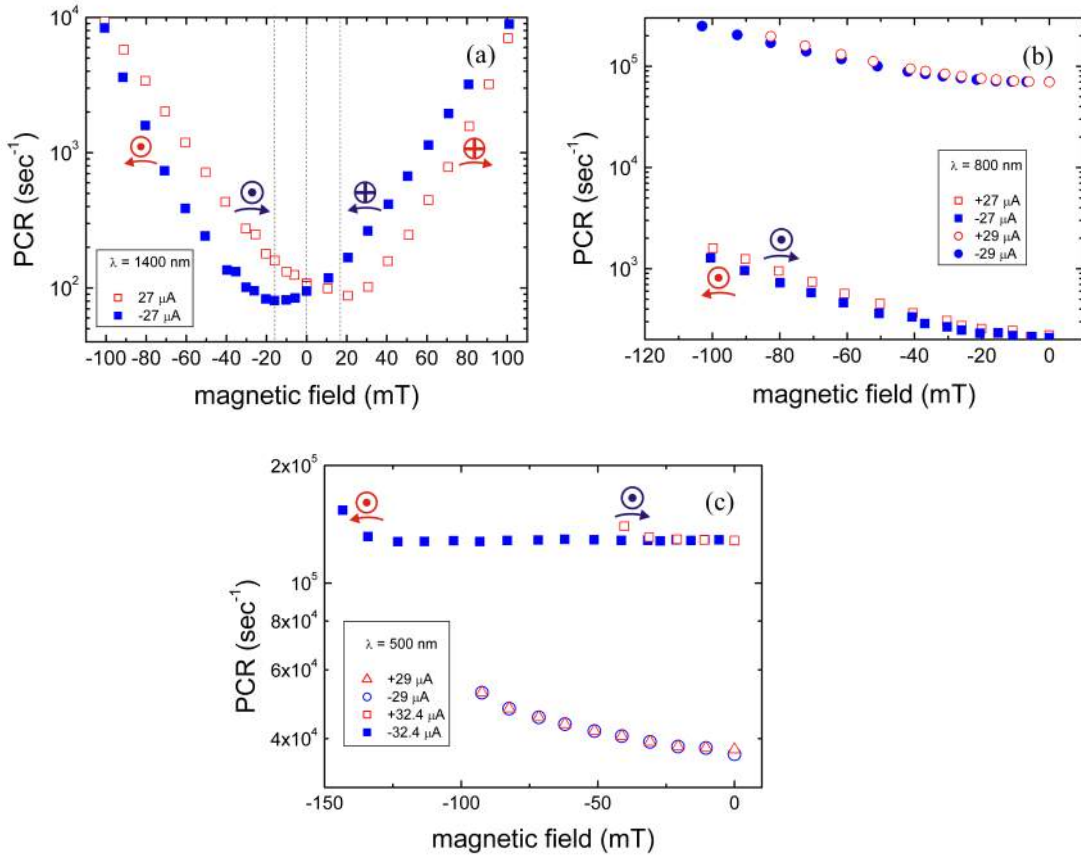 10⁴
10³
10²
PCR (sec⁻¹)
(a)
λ = 1400 nm
27 μA
-27 μA
-100 -80 -60 -40 -20 0 20 40 60 80 100
magnetic field (mT)
10⁵
10⁴
10³
PCR (sec⁻¹)
(b)
λ = 800 nm
+27 μA
-27 μA
+29 μA
-29 μA
-120 -100 -80 -60 -40 -20 0
magnetic field (mT)
2x10⁵
10⁵
8x10⁴
6x10⁴
4x10⁴
PCR (sec⁻¹)
(c)
λ = 500 nm
+29 μA
-29 μA
+32.4 μA
-32.4 μA
-150 -100 -50 0
magnetic field (mT)